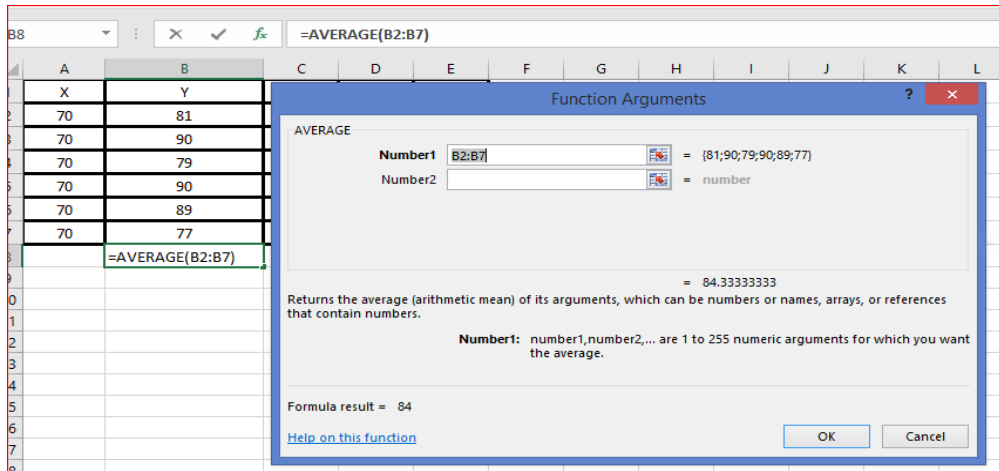 B8 fx =AVERAGE(B2:B7)
A B C D E F G H I J K L
X Y
70 81
70 90
70 79
70 90
70 89
70 77
=AVERAGE(B2:B7)
Function Arguments ? ×
AVERAGE
Number1 B2:B7 = {81;90;79;90;89;77}
Number2 = number
= 84.33333333
Returns the average (arithmetic mean) of its arguments, which can be numbers or names, arrays, or references
that contain numbers.
Number1: number1,number2,... are 1 to 255 numeric arguments for which you want
the average.
Formula result = 84
Help on this function
OK Cancel